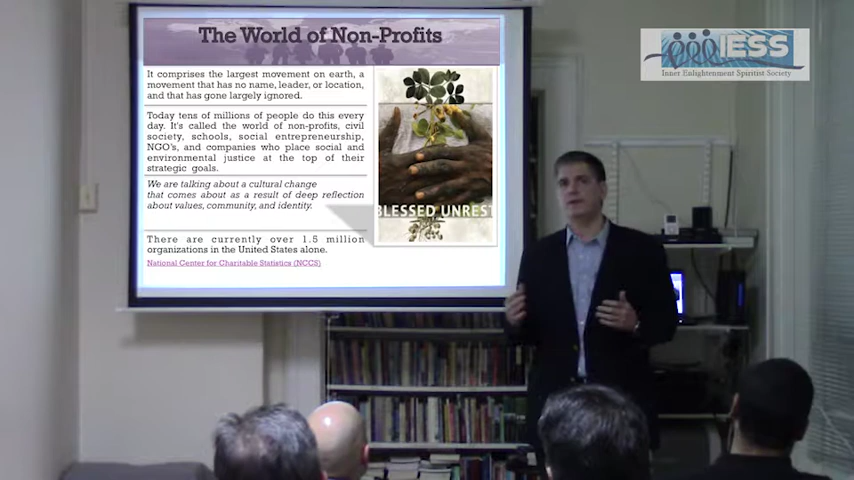 The World of Non-Profits
It comprises the largest movement on earth, a
movement that has no name, leader, or location,
and that has gone largely ignored.
Today tens of millions of people do this every
day. It's called the world of non-profits, civil
society, schools, social entrepreneurship,
NGO's, and companies who place social and
environmental justice at the top of their
strategic goals.
We are talking about a cultural change
that comes about as a result of deep reflection
about values, community, and identity.
There are currently over 1.5 million
organizations in the United States alone.
National Center for Charitable Statistics (NCCS)
BLESSED UNREST
IESS
Inner Enlightenment Spiritist Society